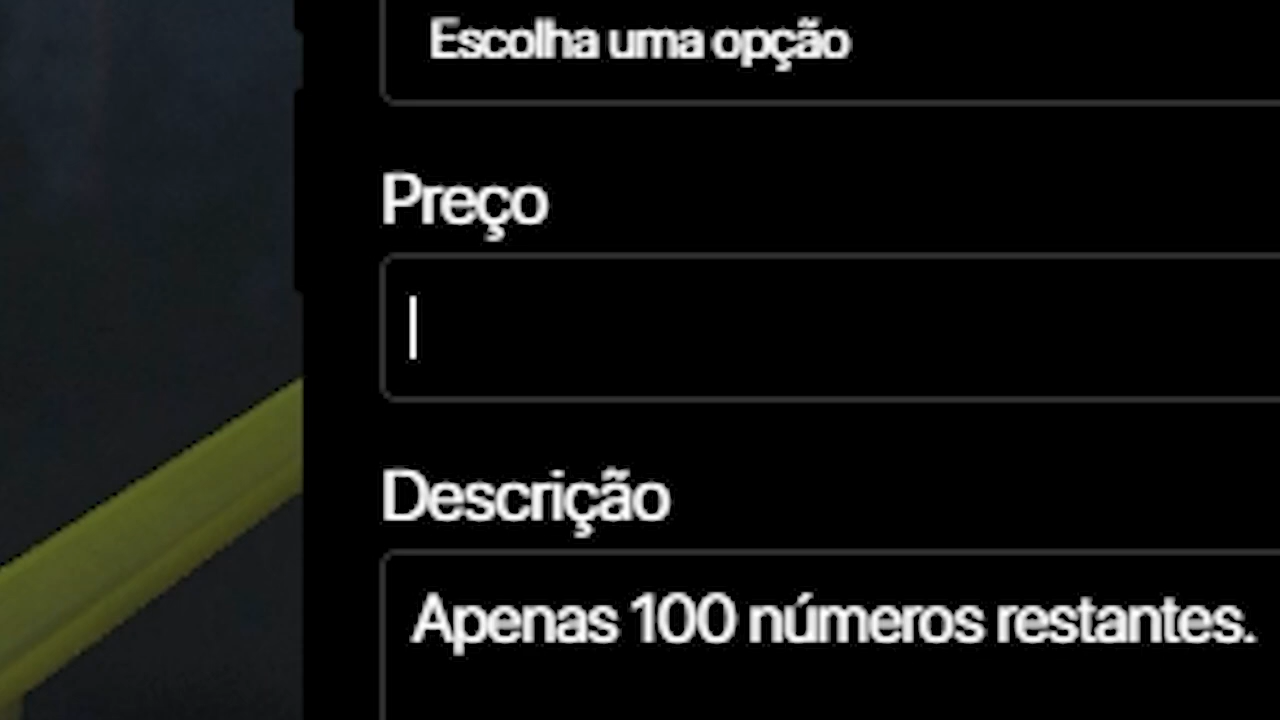 Escolha uma opção
Preço
Descrição
Apenas 100 números restantes.